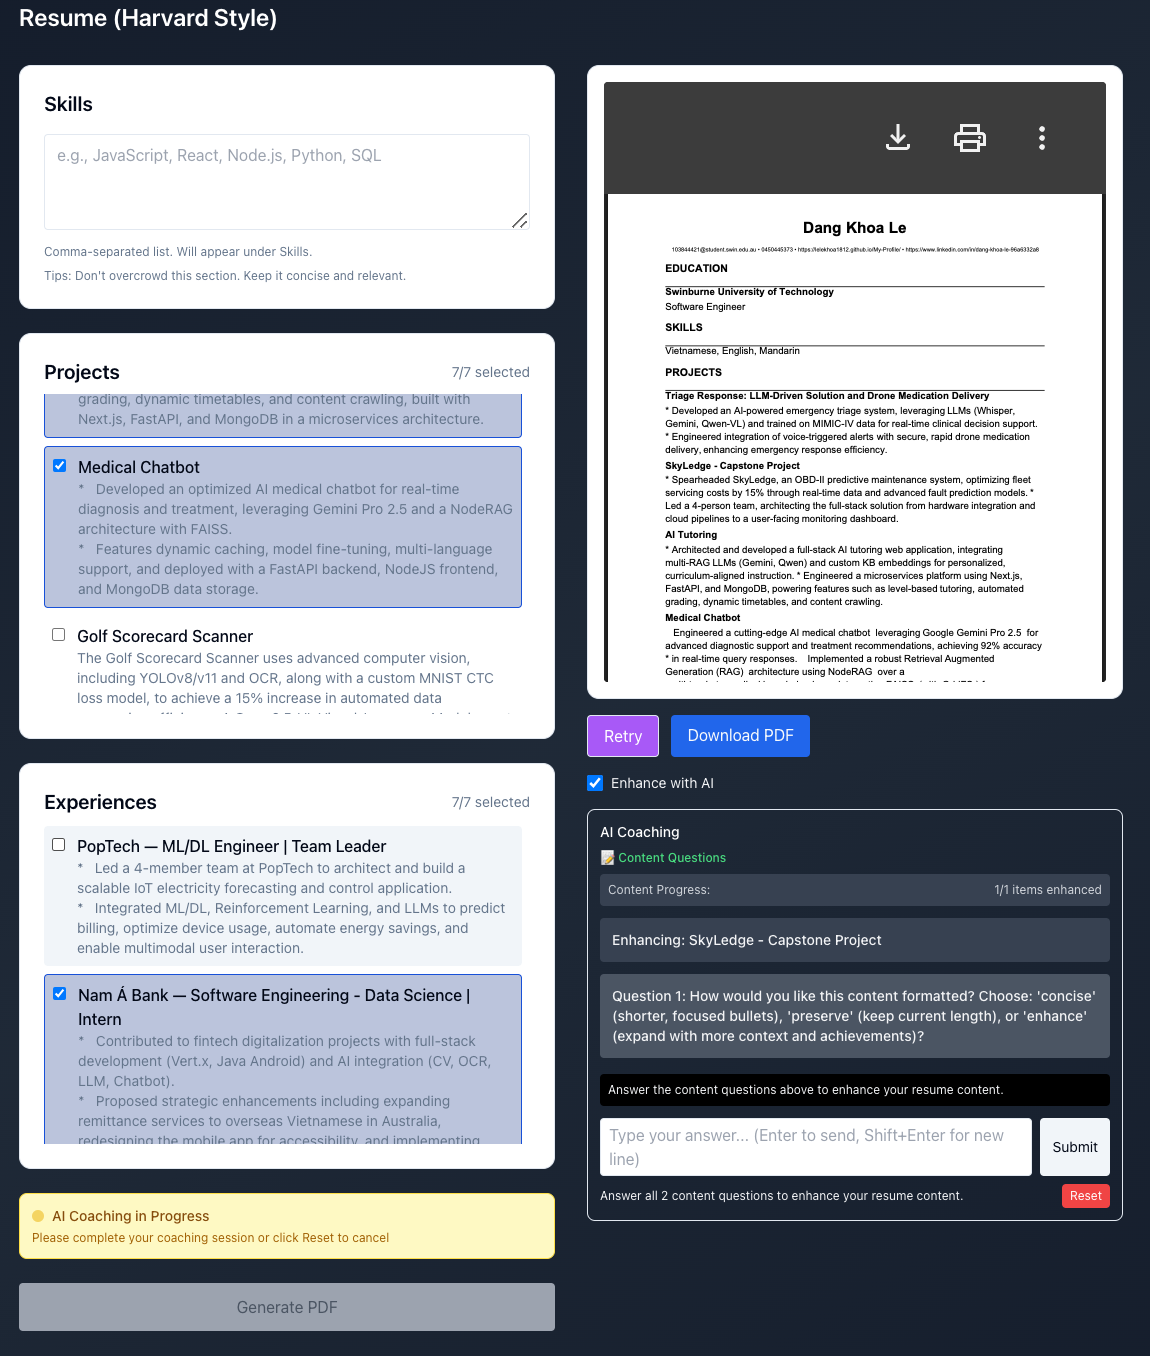 Resume (Harvard Style)
Skills
e.g., JavaScript, React, Node.js, Python, SQL
Comma-separated list. Will appear under Skills.
Tips: Don't overcrowd this section. Keep it concise and relevant.
Projects
7/7 selected
grading, dynamic timetables, and content crawling, built with
Next.js, FastAPI, and MongoDB in a microservices architecture.
Medical Chatbot
* Developed an optimized AI medical chatbot for real-time
diagnosis and treatment, leveraging Gemini Pro 2.5 and a NodeRAG
architecture with FAISS.
* Features dynamic caching, model fine-tuning, multi-language
support, and deployed with a FastAPI backend, NodeJS frontend,
and MongoDB data storage.
Golf Scorecard Scanner
The Golf Scorecard Scanner uses advanced computer vision,
including YOLOv8/v11 and OCR, along with a custom MNIST CTC
loss model, to achieve a 15% increase in automated data
Experiences
7/7 selected
PopTech — ML/DL Engineer | Team Leader
* Led a 4-member team at PopTech to architect and build a
scalable IoT electricity forecasting and control application.
* Integrated ML/DL, Reinforcement Learning, and LLMs to predict
billing, optimize device usage, automate energy savings, and
enable multimodal user interaction.
Nam Á Bank — Software Engineering - Data Science |
Intern
* Contributed to fintech digitalization projects with full-stack
development (Vert.x, Java Android) and AI integration (CV, OCR,
LLM, Chatbot).
* Proposed strategic enhancements including expanding
remittance services to overseas Vietnamese in Australia,
redesigning the mobile app for accessibility, and implementing
AI Coaching in Progress
Please complete your coaching session or click Reset to cancel
Generate PDF
Dang Khoa Le
103844421@student.swin.edu.au • 0450445373 • https://lelekhoa1812.github.io/My-Profile/ • https://www.linkedin.com/in/dang-khoa-le-96a6332a8
EDUCATION
Swinburne University of Technology
Software Engineer
SKILLS
Vietnamese, English, Mandarin
PROJECTS
Triage Response: LLM-Driven Solution and Drone Medication Delivery
* Developed an AI-powered emergency triage system, leveraging LLMs (Whisper,
Gemini, Qwen-VL) and trained on MIMIC-IV data for real-time clinical decision support.
* Engineered integration of voice-triggered alerts with secure, rapid drone medication
delivery, enhancing emergency response efficiency.
SkyLedge - Capstone Project
* Spearheaded SkyLedge, an OBD-II predictive maintenance system, optimizing fleet
servicing costs by 15% through real-time data and advanced fault prediction models. *
Led a 4-person team, architecting the full-stack solution from hardware integration and
cloud pipelines to a user-facing monitoring dashboard.
AI Tutoring
* Architected and developed a full-stack AI tutoring web application, integrating
multi-RAG LLMs (Gemini, Qwen) and custom KB embeddings for personalized,
curriculum-aligned instruction. * Engineered a microservices platform using Next.js,
FastAPI, and MongoDB, powering features such as level-based tutoring, automated
grading, dynamic timetables, and content crawling.
Medical Chatbot
Engineered a cutting-edge AI medical chatbot leveraging Google Gemini Pro 2.5 for
advanced diagnostic support and treatment recommendations, achieving 92% accuracy
* in real-time query responses. Implemented a robust Retrieval Augmented
Generation (RAG) architecture using NodeRAG over a
Retry
Download PDF
Enhance with AI
AI Coaching
📝 Content Questions
Content Progress:
1/1 items enhanced
Enhancing: SkyLedge - Capstone Project
Question 1: How would you like this content formatted? Choose: 'concise'
(shorter, focused bullets), 'preserve' (keep current length), or 'enhance'
(expand with more context and achievements)?
Answer the content questions above to enhance your resume content.
Type your answer... (Enter to send, Shift+Enter for new
line)
Submit
Answer all 2 content questions to enhance your resume content.
Reset